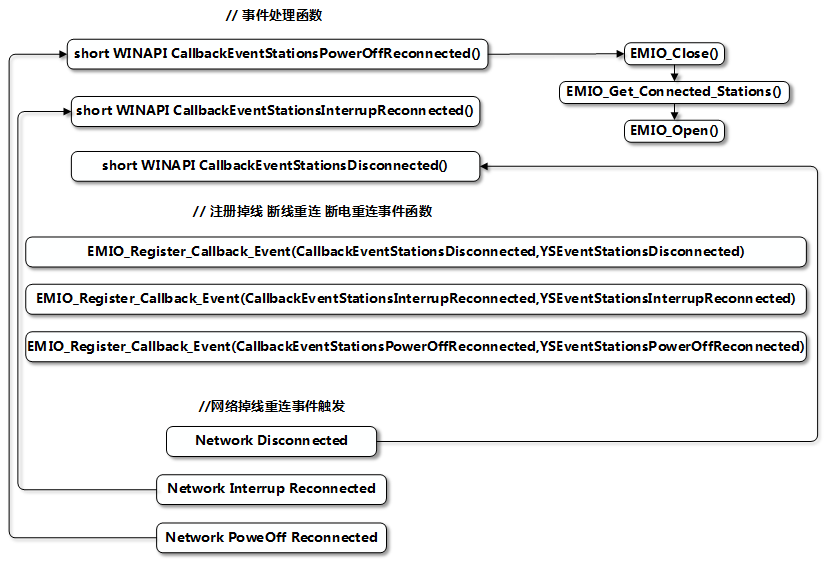 // 事件处理函数
short WINAPI CallbackEventStationsPowerOffReconnected()
EMIO_Close()
EMIO_Get_Connected_Stations()
short WINAPI CallbackEventStationsInterrupReconnected()
EMIO_Open()
short WINAPI CallbackEventStationsDisconnected()
// 注册掉线 断线重连 断电重连事件函数
EMIO_Register_Callback_Event(CallbackEventStationsDisconnected,YSEventStationsDisconnected)
EMIO_Register_Callback_Event(CallbackEventStationsInterrupReconnected,YSEventStationsInterrupReconnected)
EMIO_Register_Callback_Event(CallbackEventStationsPowerOffReconnected,YSEventStationsPowerOffReconnected)
//网络掉线重连事件触发
Network Disconnected
Network Interrup Reconnected
Network PoweOff Reconnected